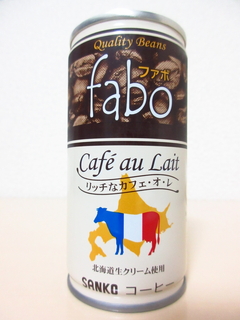 Quality Beans
fabo
ファボ
Café au Lait
リッチなカフェ・オ・レ
北海道生クリーム使用
SANKO コーヒー